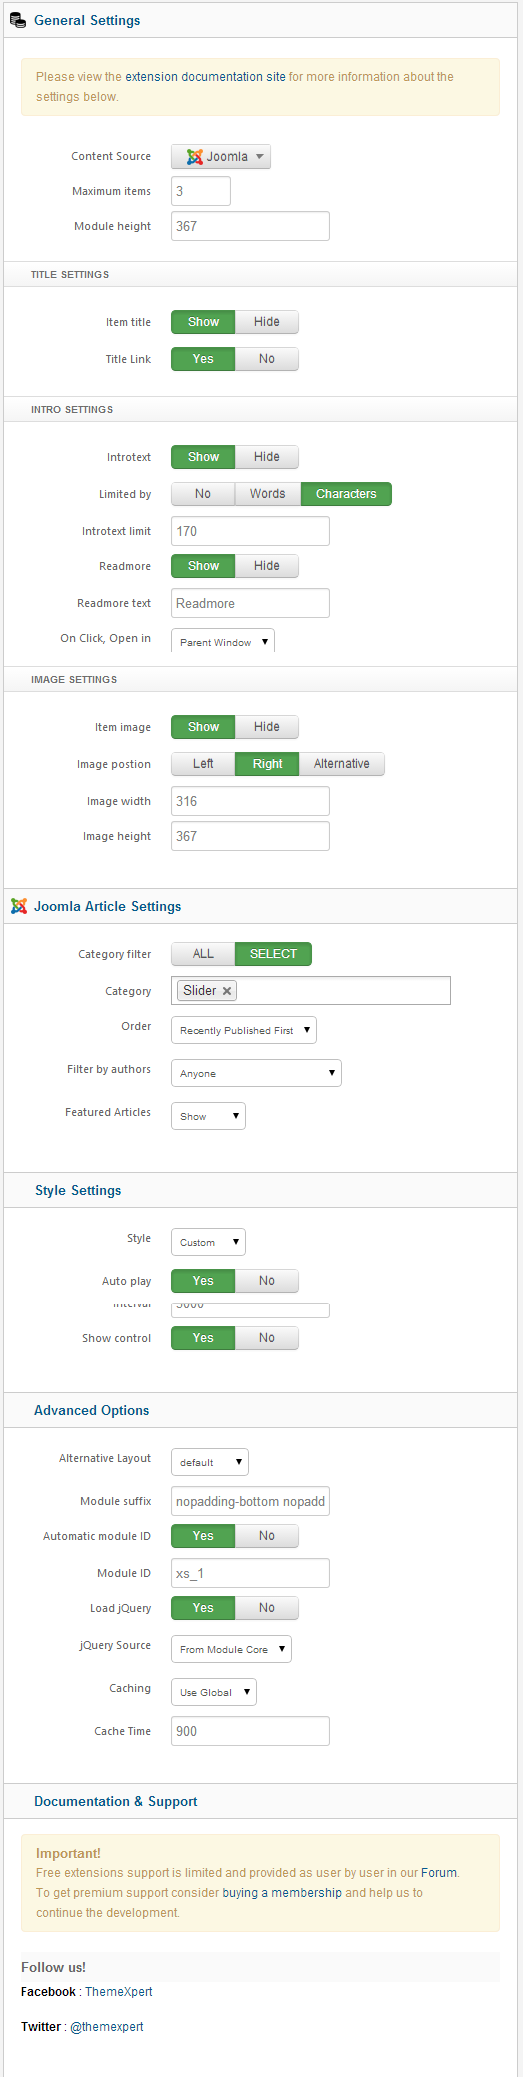 General Settings
Please view the extension documentation site for more information about the
settings below.
Content Source Joomla
Maximum items 3
Module height 367
TITLE SETTINGS
Item title Show Hide
Title Link Yes No
INTRO SETTINGS
Introtext Show Hide
Limited by No Words Characters
Introtext limit 170
Readmore Show Hide
Readmore text Readmore
On Click, Open in Parent Window
IMAGE SETTINGS
Item image Show Hide
Image postion Left Right Alternative
Image width 316
Image height 367
Joomla Article Settings
Category filter ALL SELECT
Category Slider
Order Recently Published First
Filter by authors Anyone
Featured Articles Show
Style Settings
Style Custom
Auto play Yes No
Interval 5000
Show control Yes No
Advanced Options
Alternative Layout default
Module suffix nopadding-bottom nopadd
Automatic module ID Yes No
Module ID xs_1
Load jQuery Yes No
jQuery Source From Module Core
Caching Use Global
Cache Time 900
Documentation & Support
Important!
Free extensions support is limited and provided as user by user in our Forum.
To get premium support consider buying a membership and help us to
continue the development.
Follow us!
Facebook : ThemeXpert
Twitter : @themexpert